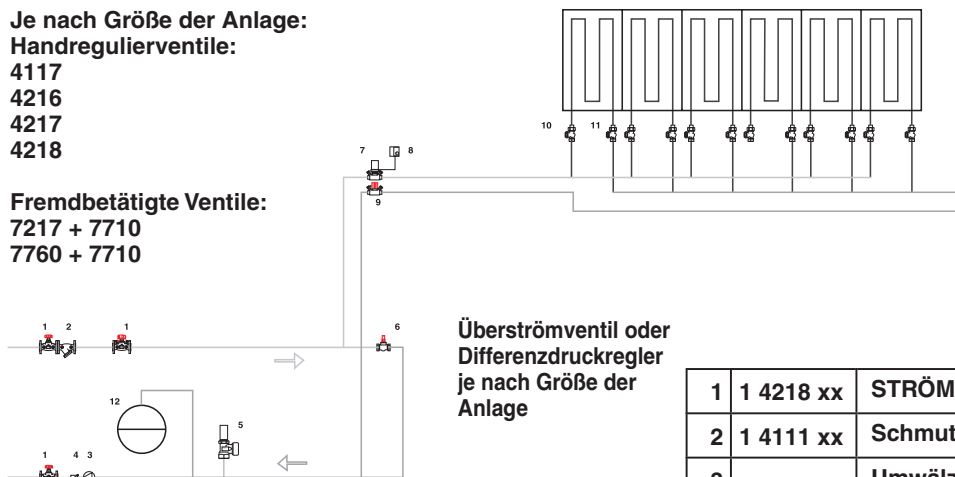 Je nach Größe der Anlage:
Handregulierventile:
4117
4216
4217
4218
Fremdbetätigte Ventile:
7217 + 7710
7760 + 7710
10
11
7
8
9
1
2
1
6
12
5
1
4
3
Überströmventil oder
Differenzdruckregler
je nach Größe der
Anlage
1 1 4218 xx STRÖM
2 1 4111 xx Schmut